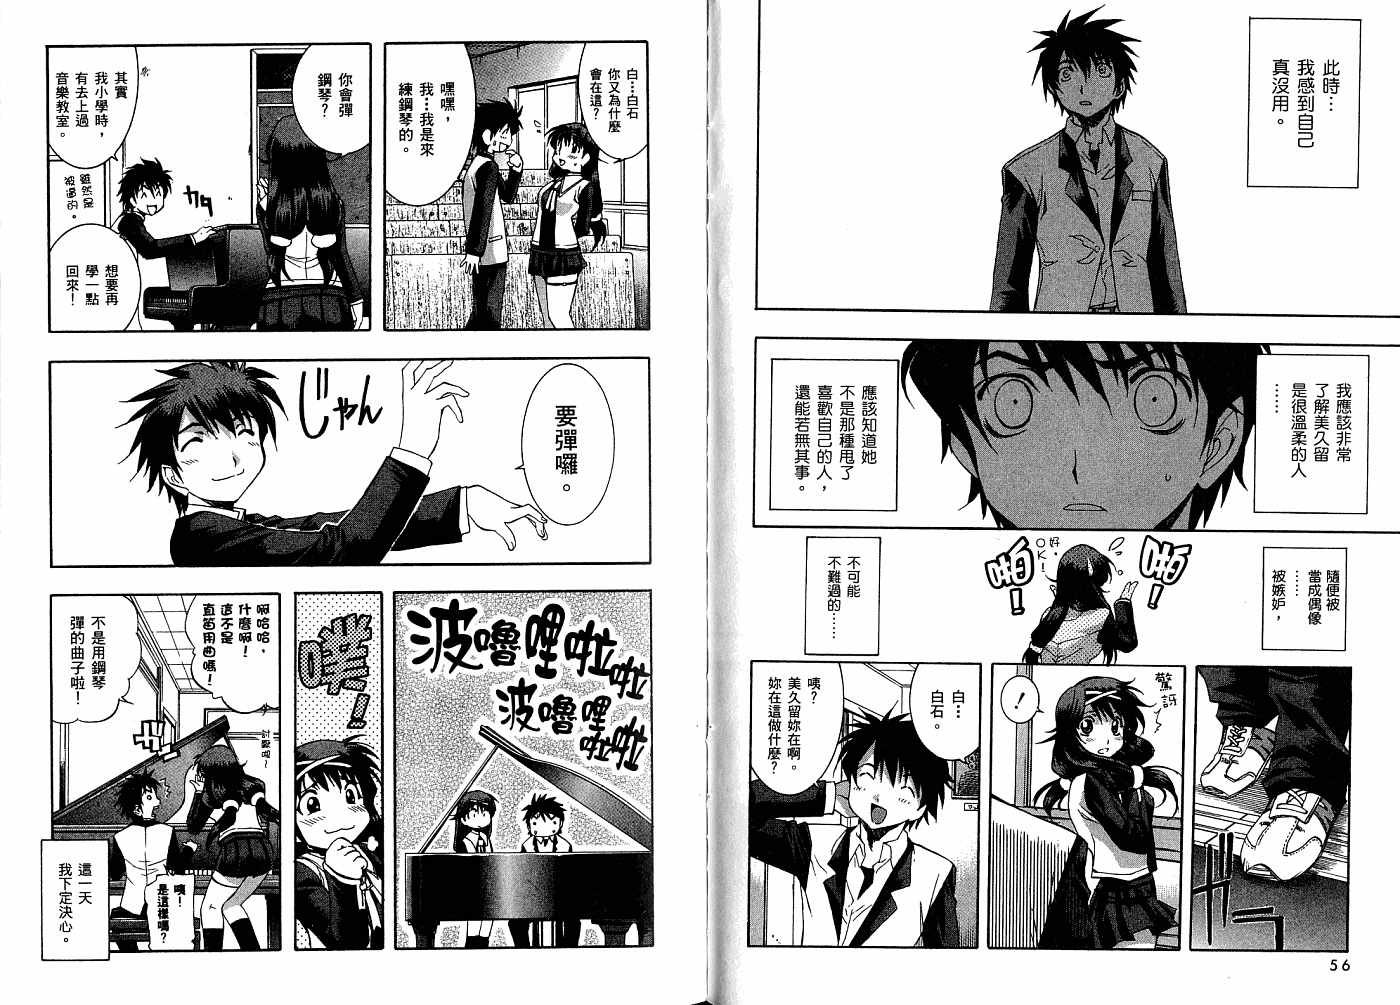 此時…
我感到自己
真沒用。
我應該非常
了解美久留
是很溫柔的人
……
應該知道她
不是那種甩了
喜歡自己的人，
還能若無其事。
隨便被
當成偶像
……
被嫉妒，
啪！
好。
OK！
啪！
不可能
不難過的……
驚訝
！
白…
白石。
咦？
美久留妳在啊。
妳在這做什麼？
56
白…白石
你又為什麼
會在這？
嘿嘿，
我…我是來
練鋼琴的。
你會彈
鋼琴？
其實
我小學時，
有去上過
音樂教室。
雖然是
被逼的。
想要再
學一點
回來！
要彈囉。
じゃん
波嚕哩啦啦
波嚕哩啦啦
噗！
啊哈哈，
什麼啊！
這不是
直笛用曲嗎！
不是用鋼琴
彈的曲子啦！
討厭啦～
咦！
是這樣嗎？
這一天
我下定決心。